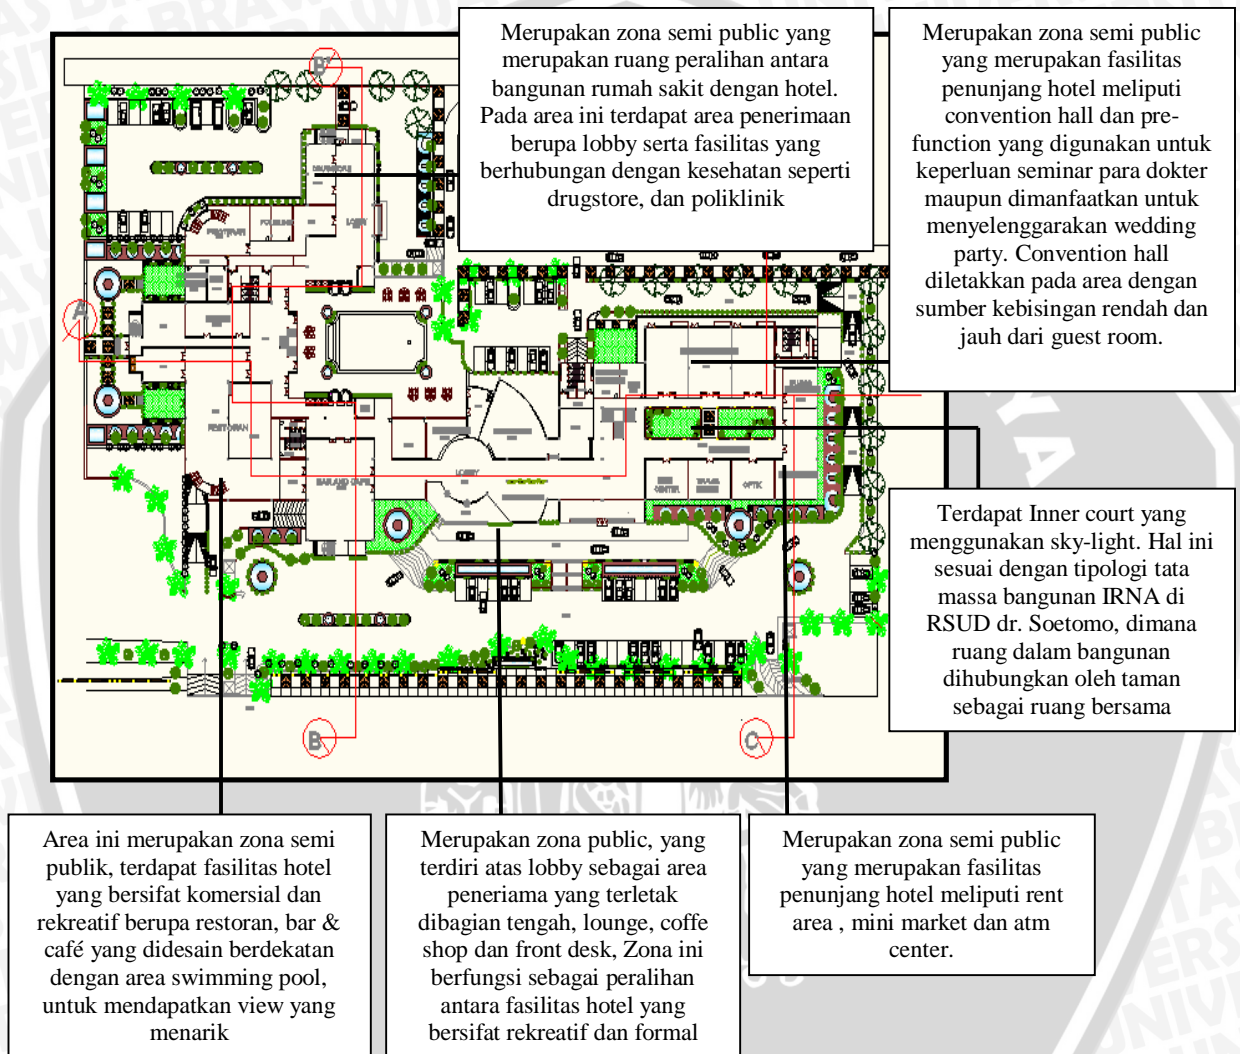 Merupakan zona semi public yang
merupakan ruang peralihan antara
bangunan rumah sakit dengan hotel.
Pada area ini terdapat area penerimaan
berupa lobby serta fasilitas yang
berhubungan dengan kesehatan seperti
drugstore, dan poliklinik
Merupakan zona semi public
yang merupakan fasilitas
penunjang hotel meliputi
convention hall dan pre-
function yang digunakan untuk
keperluan seminar para dokter
maupun dimanfaatkan untuk
menyelenggarakan wedding
party. Convention hall
diletakkan pada area dengan
sumber kebisingan rendah dan
jauh dari guest room.
Terdapat Inner court yang
menggunakan sky-light. Hal ini
sesuai dengan tipologi tata
massa bangunan IRNA di
RSUD dr. Soetomo, dimana
ruang dalam bangunan
dihubungkan oleh taman
sebagai ruang bersama
B'
A
RESTORAN
LOBBY
LOBBY
BAR AND CAFE
OPTIK
CENTER
B
C
Area ini merupakan zona semi
publik, terdapat fasilitas hotel
yang bersifat komersial dan
rekreatif berupa restoran, bar &
café yang didesain berdekatan
dengan area swimming pool,
untuk mendapatkan view yang
menarik
Merupakan zona public, yang
terdiri atas lobby sebagai area
peneriama yang terletak
dibagian tengah, lounge, coffe
shop dan front desk, Zona ini
berfungsi sebagai peralihan
antara fasilitas hotel yang
bersifat rekreatif dan formal
Merupakan zona semi public
yang merupakan fasilitas
penunjang hotel meliputi rent
area , mini market dan atm
center.